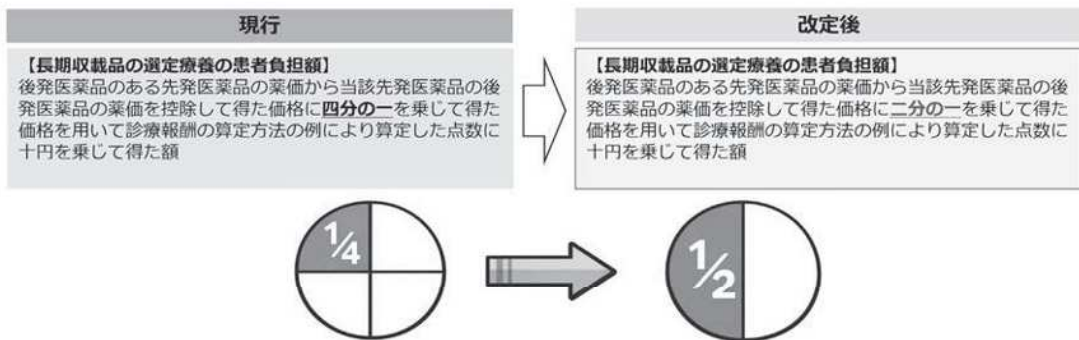 現行
【長期収載品の選定療養の患者負担額】
後発医薬品のある先発医薬品の薬価から当該先発医薬品の後
発医薬品の薬価を控除して得た価格に四分の一を乗じて得た
価格を用いて診療報酬の算定方法の例により算定した点数に
十円を乗じて得た額
改定後
【長期収載品の選定療養の患者負担額】
後発医薬品のある先発医薬品の薬価から当該先発医薬品の後
発医薬品の薬価を控除して得た価格に二分の一を乗じて得た
価格を用いて診療報酬の算定方法の例により算定した点数に
十円を乗じて得た額
1/4
1/2